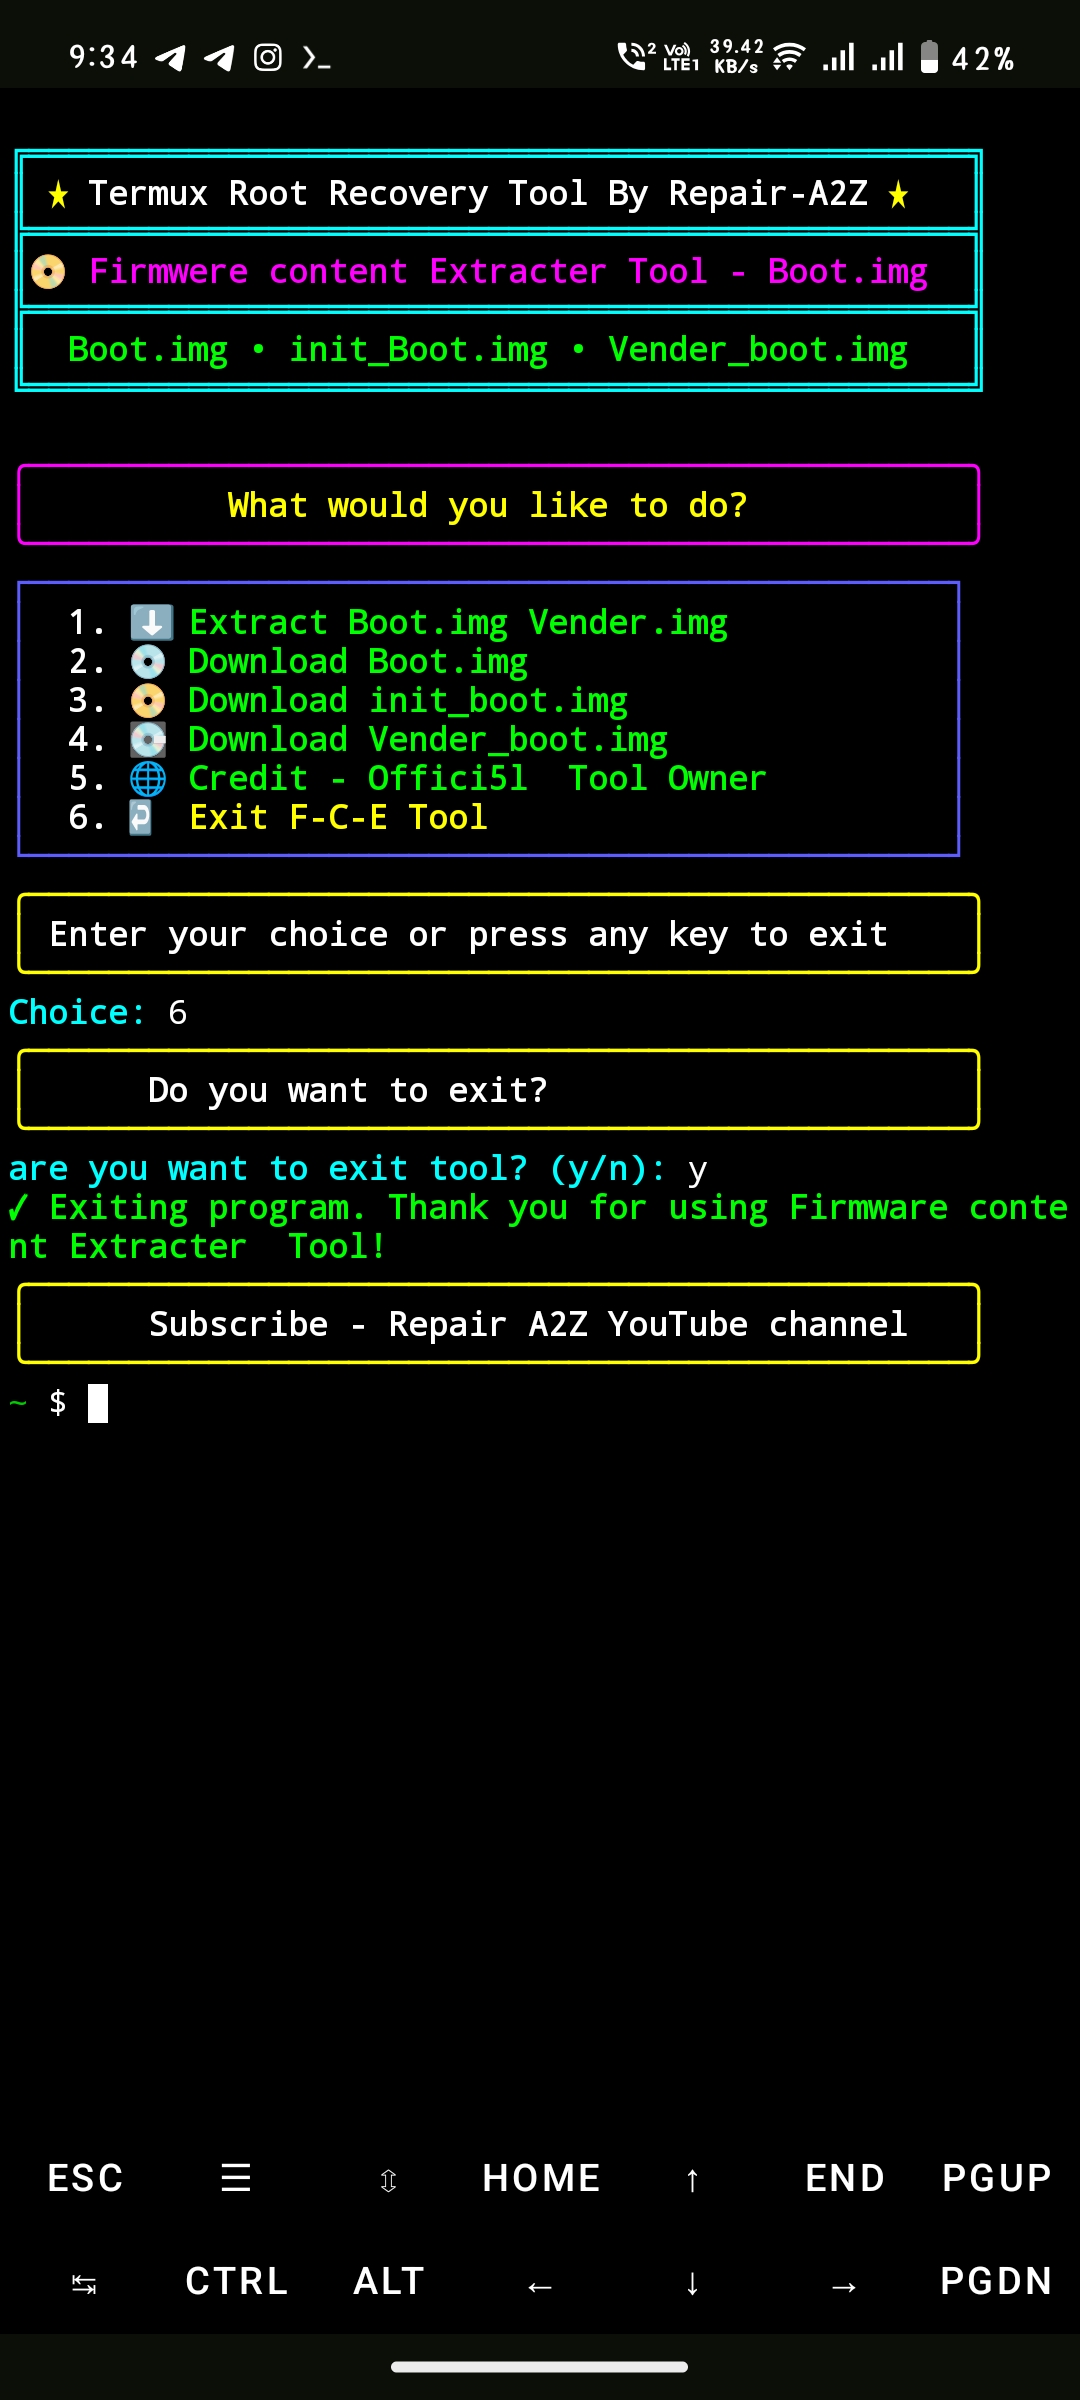 9:34 2 Vo)) LTE1 39.42 KB/s 42%
★ Termux Root Recovery Tool By Repair-A2Z ★
Firmwere content Extracter Tool - Boot.img
Boot.img • init_Boot.img • Vender_boot.img
What would you like to do?
1. ⬇️ Extract Boot.img Vender.img
2. 💿 Download Boot.img
3. 📀 Download init_boot.img
4. 💽 Download Vender_boot.img
5. 🌐 Credit - Offici5l  Tool Owner
6. ↩️ Exit F-C-E Tool
Enter your choice or press any key to exit
Choice: 6
Do you want to exit?
are you want to exit tool? (y/n): y
✓ Exiting program. Thank you for using Firmware conte
nt Extracter  Tool!
Subscribe - Repair A2Z YouTube channel
~ $
ESC ☰ ⇳ HOME ↑ END PGUP
↹ CTRL ALT ← ↓ → PGDN